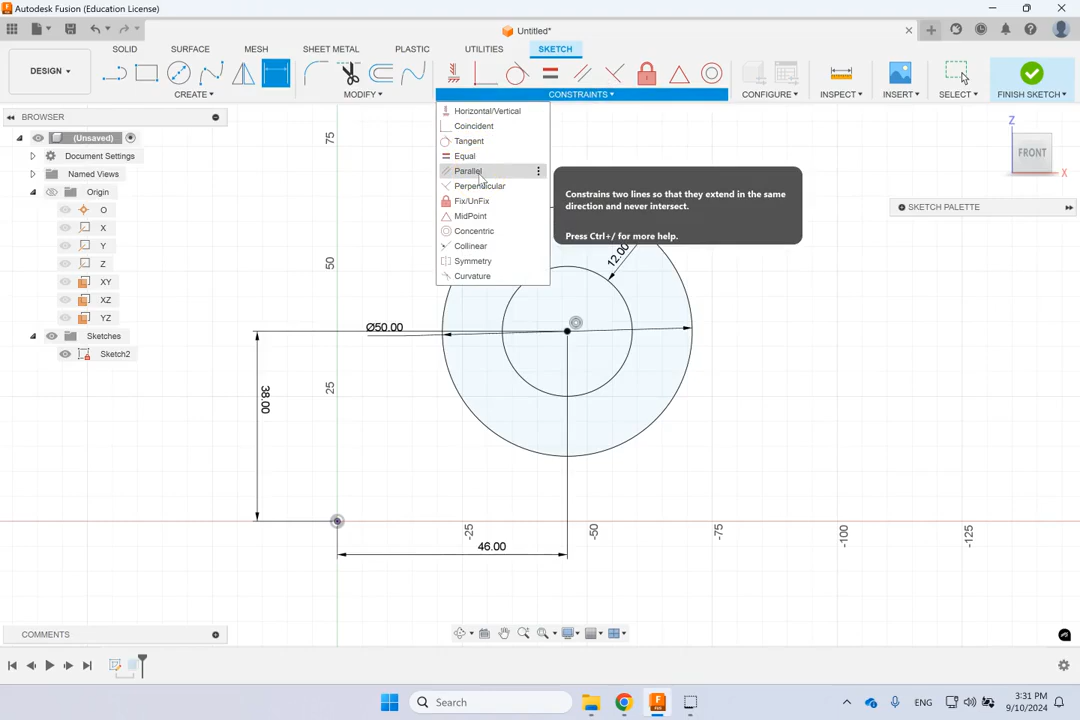 Autodesk Fusion (Education License)
Untitled*
DESIGN
SOLID SURFACE MESH SHEET METAL PLASTIC UTILITIES SKETCH
CREATE MODIFY CONSTRAINTS CONFIGURE INSPECT INSERT SELECT FINISH SKETCH
BROWSER
(Unsaved)
Document Settings
Named Views
Origin
O
X
Y
Z
XY
XZ
YZ
Sketches
Sketch2
Horizontal/Vertical
Coincident
Tangent
Equal
Parallel
Perpendicular
Fix/UnFix
MidPoint
Concentric
Collinear
Symmetry
Curvature
Constrains two lines so that they extend in the same
direction and never intersect.
Press Ctrl+/ for more help.
Z
FRONT
X
SKETCH PALETTE
75
50
25
12.00
Ø50.00
38.00
46.00
-25
-50
-75
-100
-125
COMMENTS
Search
ENG
3:31 PM
9/10/2024